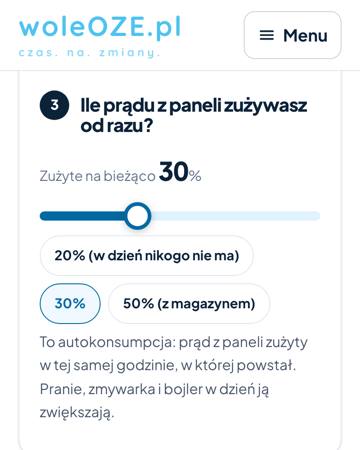 woleOZE.pl
czas. na. zmiany.
Menu
3
Ile prądu z paneli zużywasz
od razu?
Zużyte na bieżąco 30%
20% (w dzień nikogo nie ma)
30%
50% (z magazynem)
To autokonsumpcja: prąd z paneli zużyty
w tej samej godzinie, w której powstał.
Pranie, zmywarka i bojler w dzień ją
zwiększają.